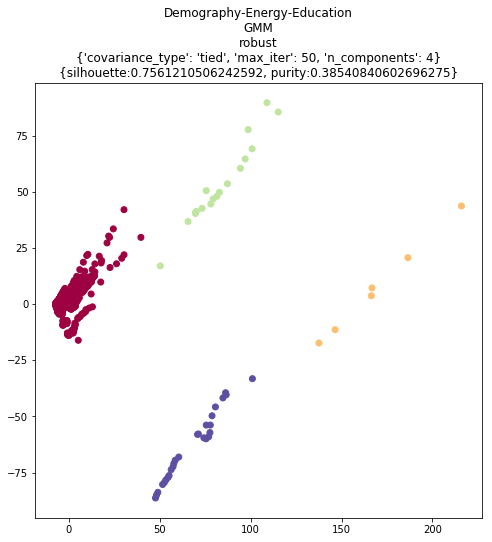 Demography-Energy-Education
GMM
robust
{'covariance_type': 'tied', 'max_iter': 50, 'n_components': 4}
{silhouette:0.7561210506242592, purity:0.38540840602696275}
75
50
25
0
−25
−50
−75
0 50 100 150 200